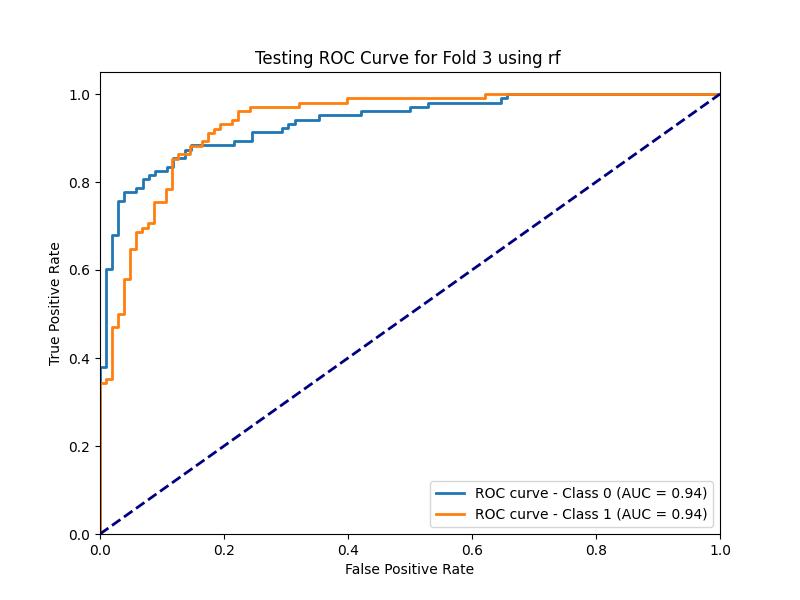 Testing ROC Curve for Fold 3 using rf
True Positive Rate
1.0
0.8
0.6
0.4
0.2
0.0
ROC curve - Class 0 (AUC = 0.94)
ROC curve - Class 1 (AUC = 0.94)
0.0 0.2 0.4 0.6 0.8 1.0
False Positive Rate